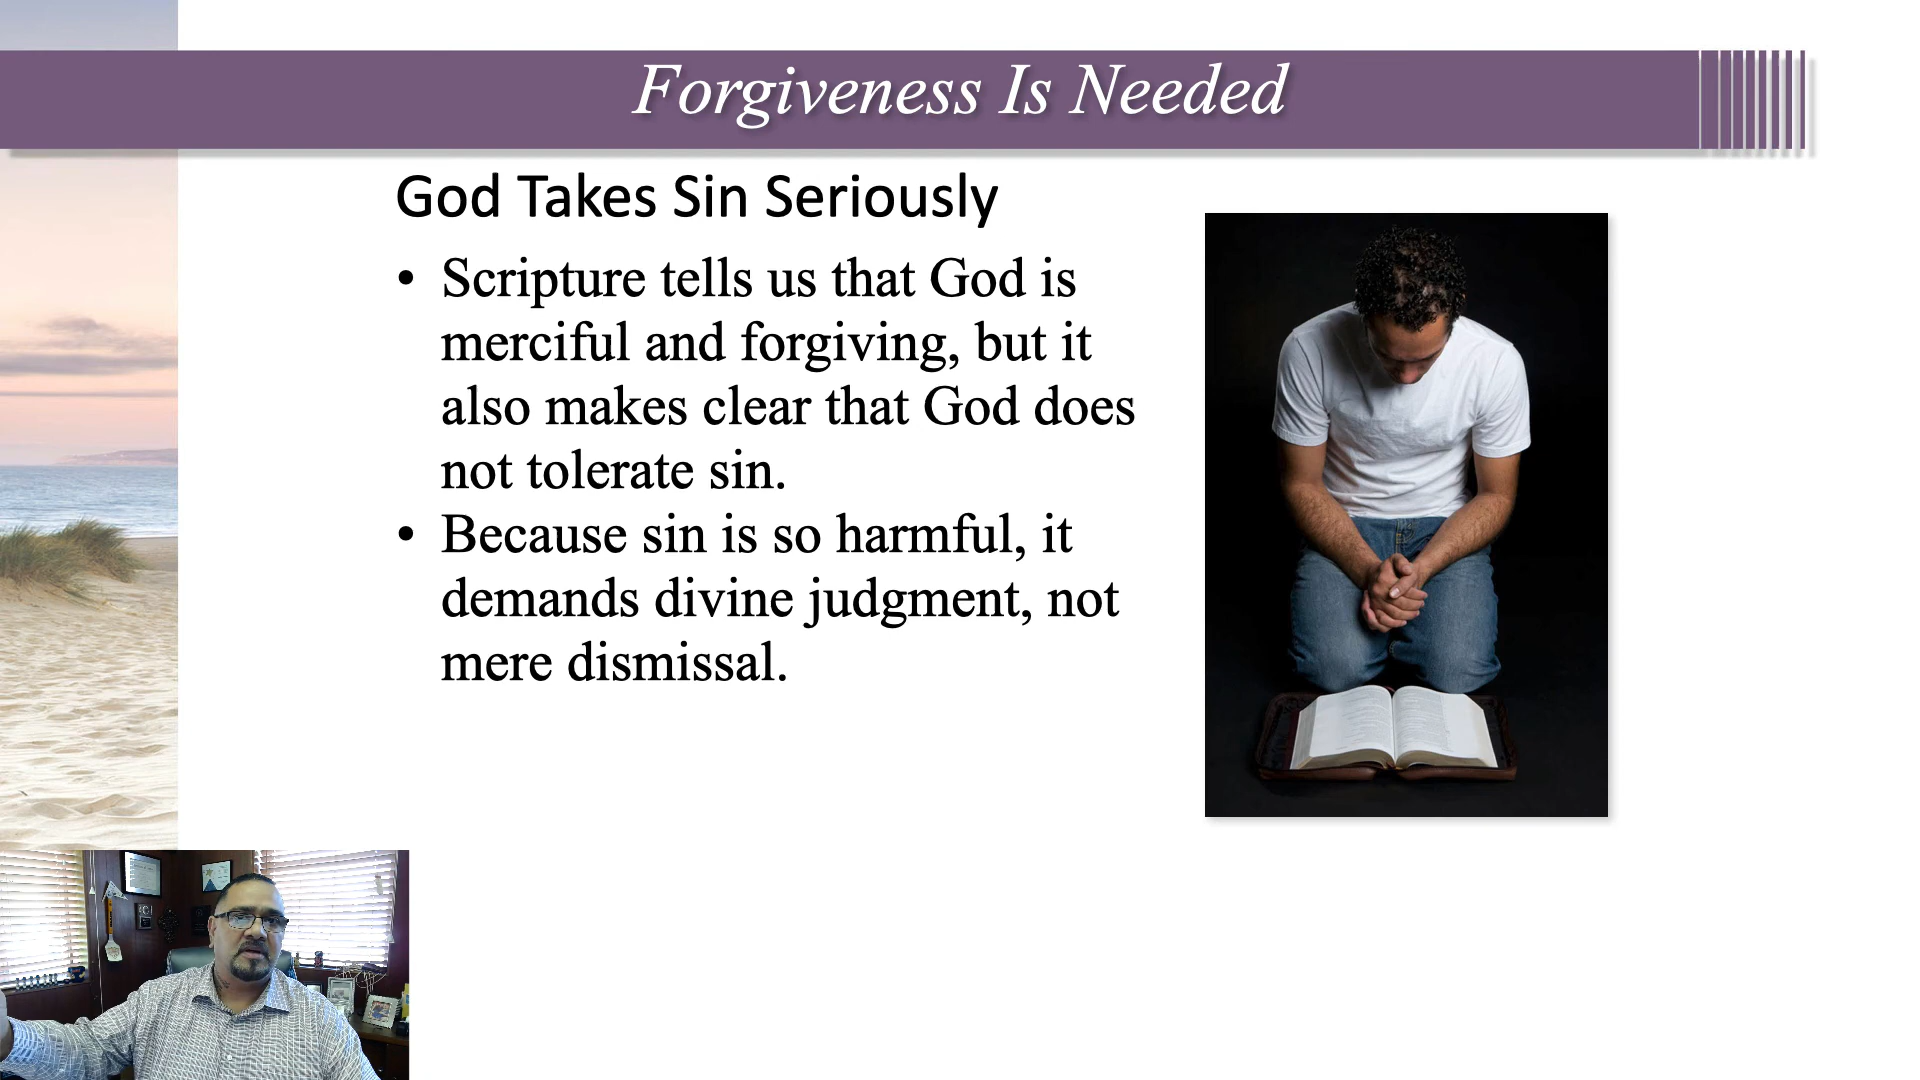 Forgiveness Is Needed
God Takes Sin Seriously
• Scripture tells us that God is
merciful and forgiving, but it
also makes clear that God does
not tolerate sin.
• Because sin is so harmful, it
demands divine judgment, not
mere dismissal.